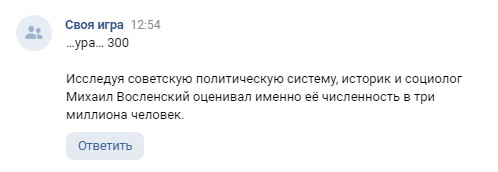 Своя игра 12:54
...ура... 300
Исследуя советскую политическую систему, историк и социолог
Михаил Восленский оценивал именно её численность в три
миллиона человек.
Ответить